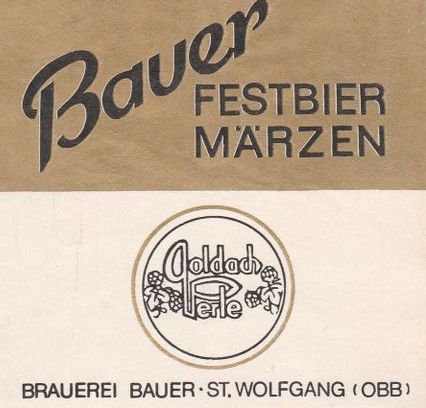 Bauer
FESTBIER
MÄRZEN
Goldach
Perle
BRAUEREI BAUER · ST. WOLFGANG (OBB)